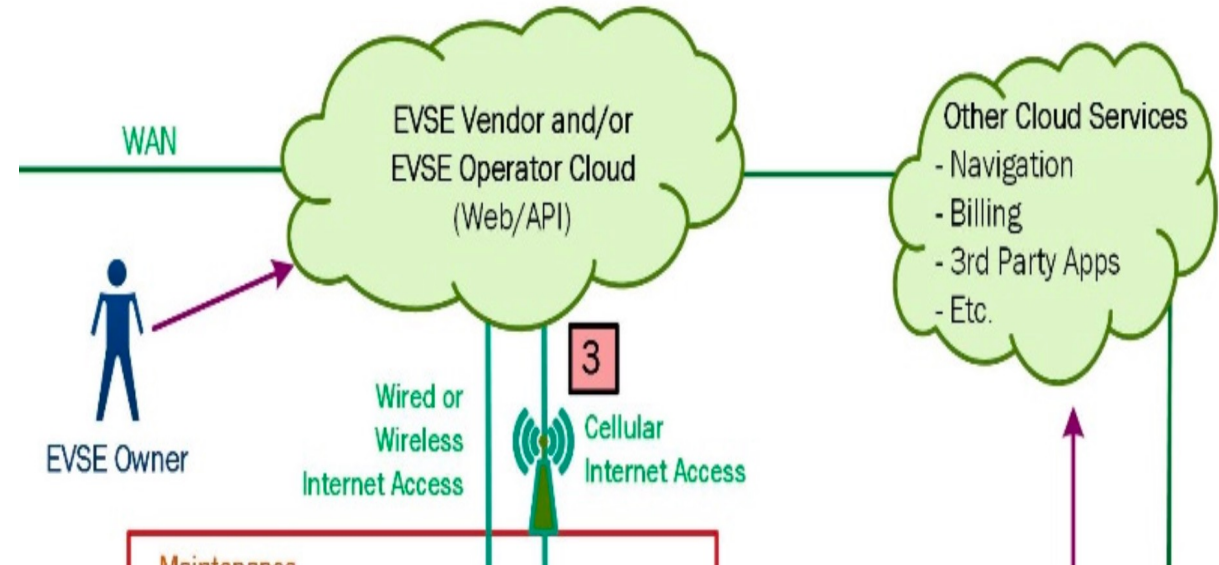 WAN
EVSE Vendor and/or
EVSE Operator Cloud
(Web/API)
Other Cloud Services
- Navigation
- Billing
- 3rd Party Apps
- Etc.
EVSE Owner
3
Wired or
Wireless
Internet Access
Cellular
Internet Access
Maintenance